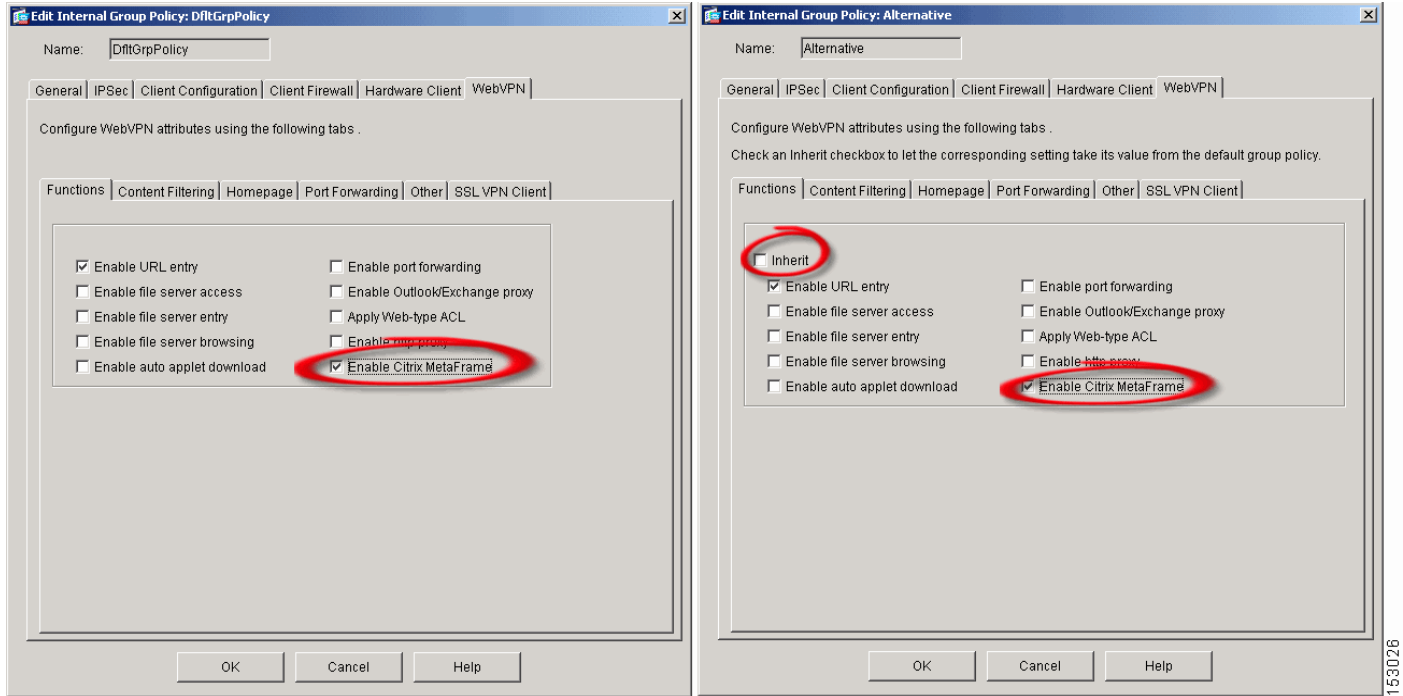 Edit Internal Group Policy: DfltGrpPolicy
Name: DfltGrpPolicy
General IPSec Client Configuration Client Firewall Hardware Client WebVPN
Configure WebVPN attributes using the following tabs .
Functions Content Filtering Homepage Port Forwarding Other SSL VPN Client
Enable URL entry
Enable file server access
Enable file server entry
Enable file server browsing
Enable auto applet download
Enable port forwarding
Enable Outlook/Exchange proxy
Apply Web-type ACL
Enable http proxy
Enable Citrix MetaFrame
OK Cancel Help
Edit Internal Group Policy: Alternative
Name: Alternative
General IPSec Client Configuration Client Firewall Hardware Client WebVPN
Configure WebVPN attributes using the following tabs .
Check an Inherit checkbox to let the corresponding setting take its value from the default group policy.
Functions Content Filtering Homepage Port Forwarding Other SSL VPN Client
Inherit
Enable URL entry
Enable file server access
Enable file server entry
Enable file server browsing
Enable auto applet download
Enable port forwarding
Enable Outlook/Exchange proxy
Apply Web-type ACL
Enable http proxy
Enable Citrix MetaFrame
OK Cancel Help
153026